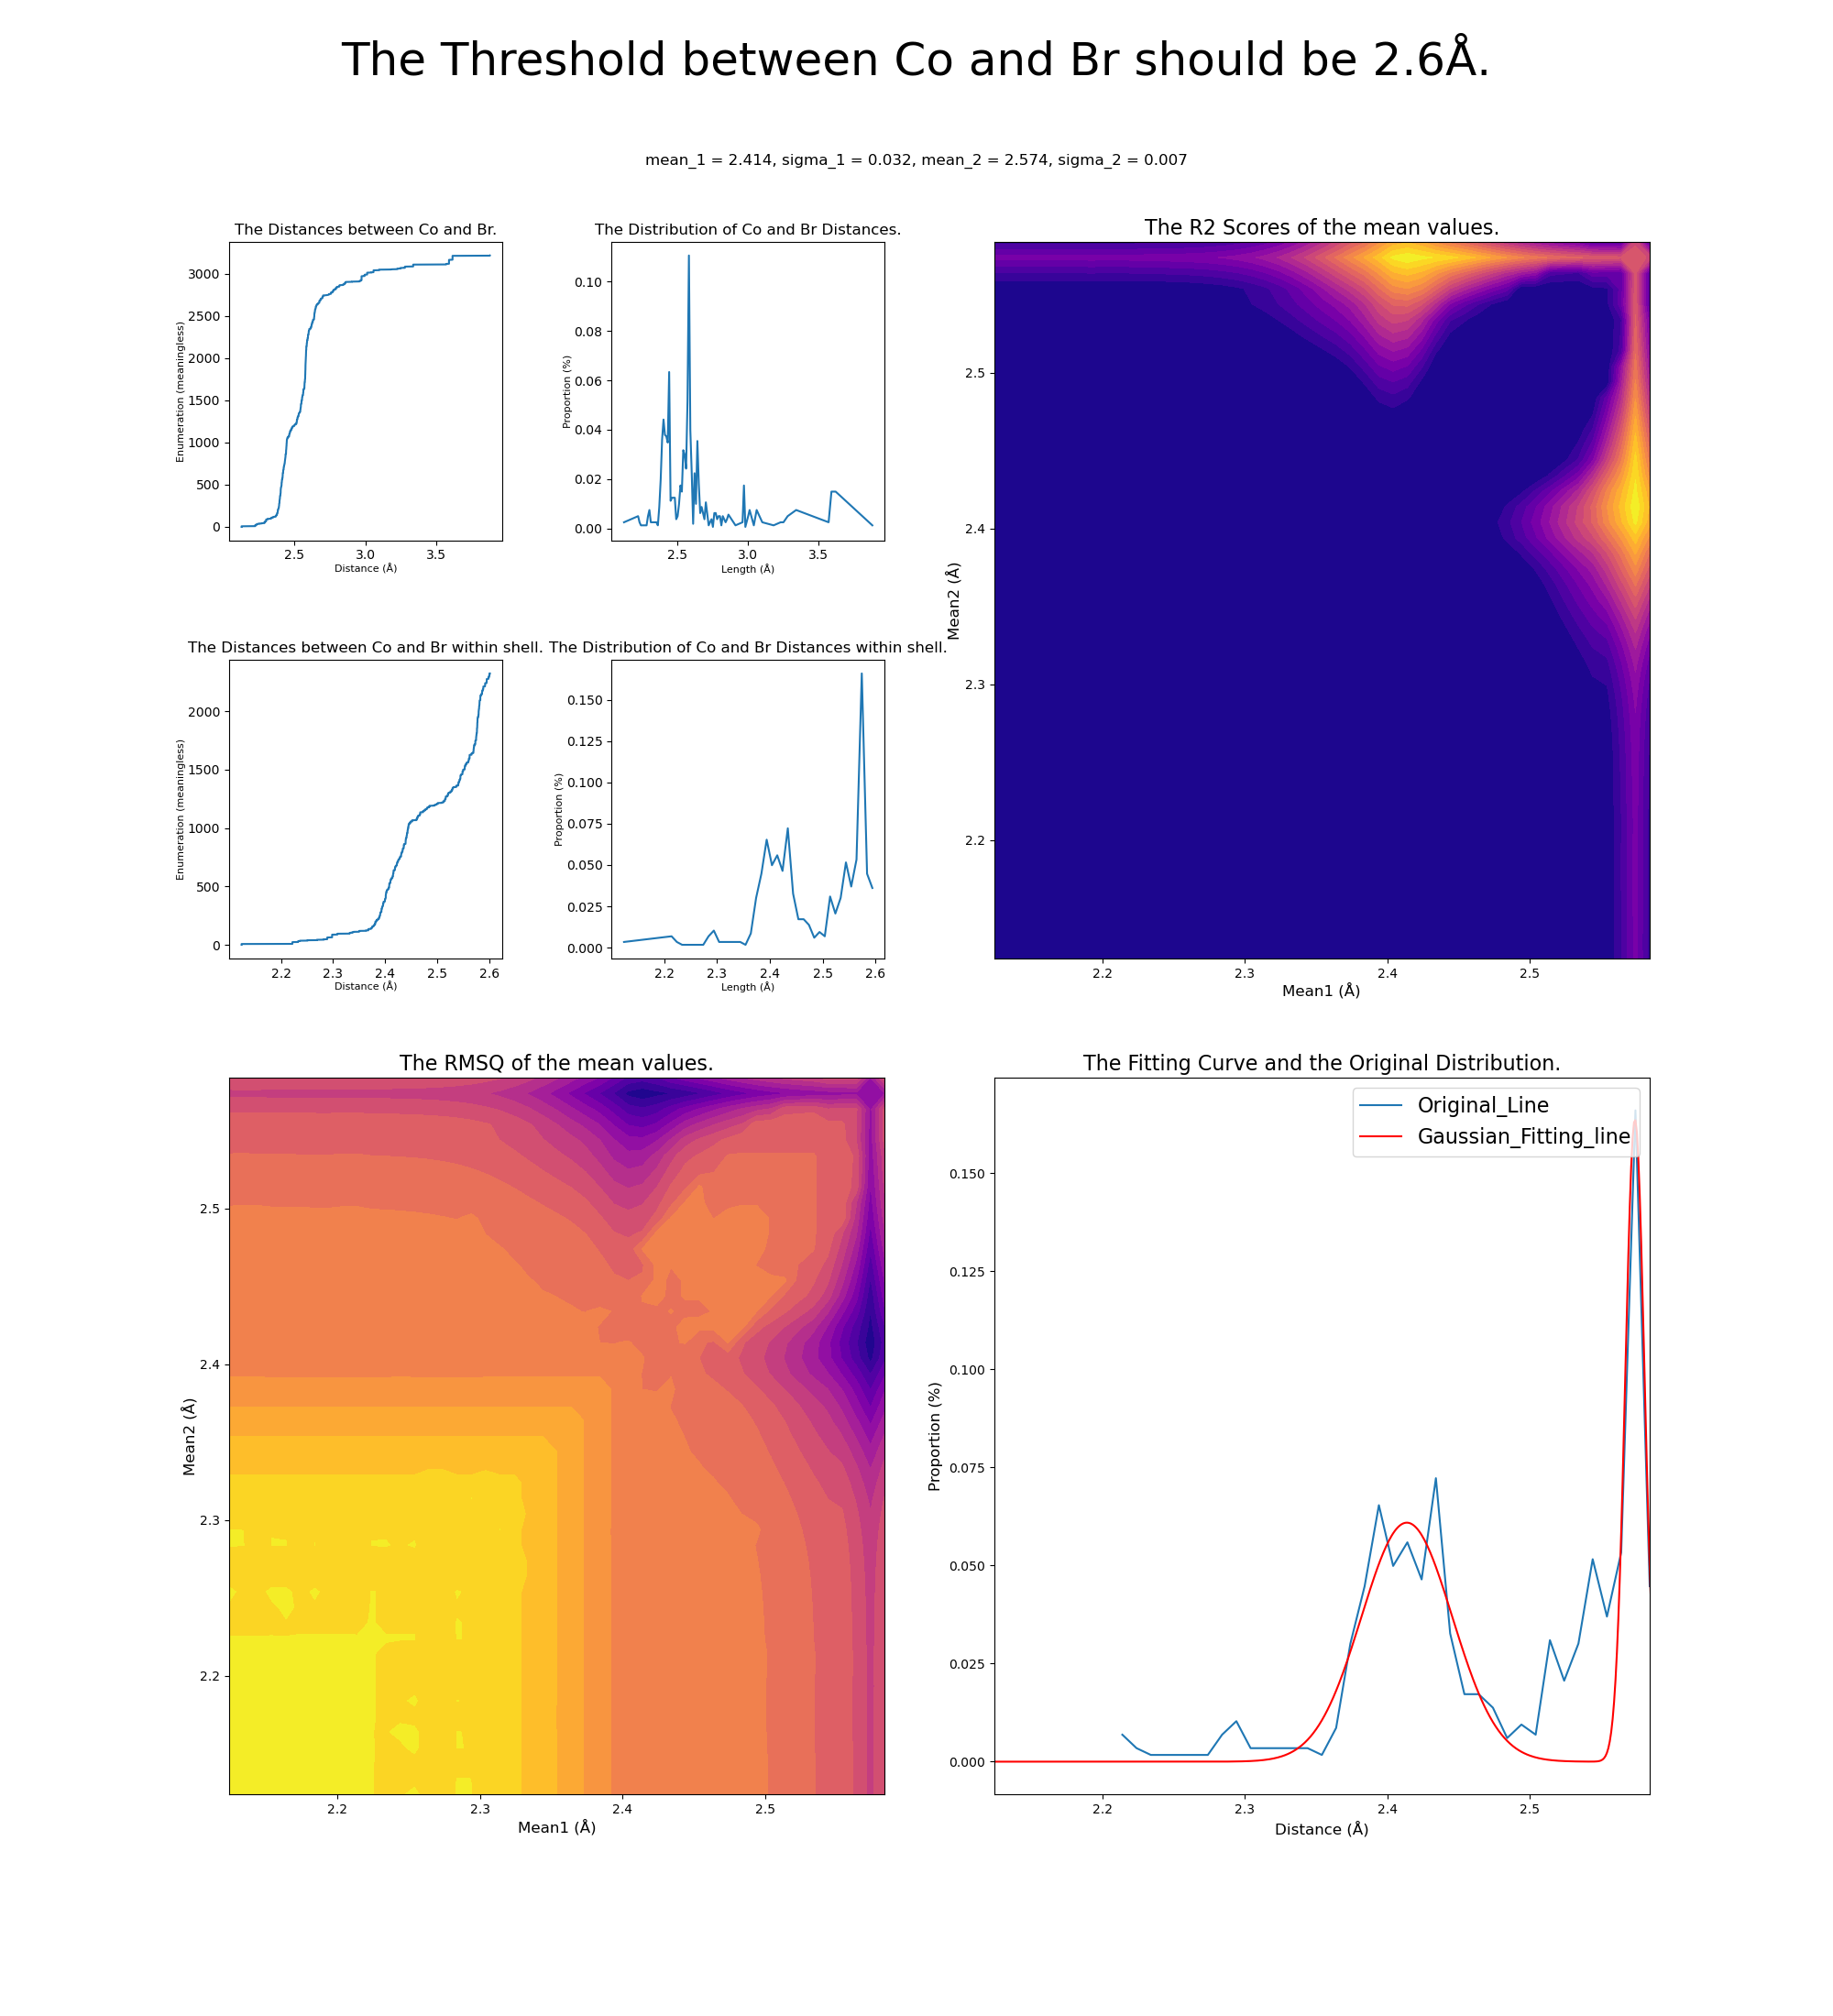 The Threshold between Co and Br should be 2.6Å.
mean_1 = 2.414, sigma_1 = 0.032, mean_2 = 2.574, sigma_2 = 0.007
The Distances between Co and Br.
Enumeration (meaningless)
3000
2500
2000
1500
1000
500
0
2.5 3.0 3.5
Distance (Å)
The Distribution of Co and Br Distances.
Proportion (%)
0.10
0.08
0.06
0.04
0.02
0.00
2.5 3.0 3.5
Length (Å)
The R2 Scores of the mean values.
Mean2 (Å)
2.5
2.4
2.3
2.2
2.2 2.3 2.4 2.5
Mean1 (Å)
The Distances between Co and Br within shell.
Enumeration (meaningless)
2000
1500
1000
500
0
2.2 2.3 2.4 2.5 2.6
Distance (Å)
The Distribution of Co and Br Distances within shell.
Proportion (%)
0.150
0.125
0.100
0.075
0.050
0.025
0.000
2.2 2.3 2.4 2.5 2.6
Length (Å)
The RMSQ of the mean values.
Mean2 (Å)
2.5
2.4
2.3
2.2
2.2 2.3 2.4 2.5
Mean1 (Å)
The Fitting Curve and the Original Distribution.
Original_Line
Gaussian_Fitting_line
Proportion (%)
0.150
0.125
0.100
0.075
0.050
0.025
0.000
2.2 2.3 2.4 2.5
Distance (Å)